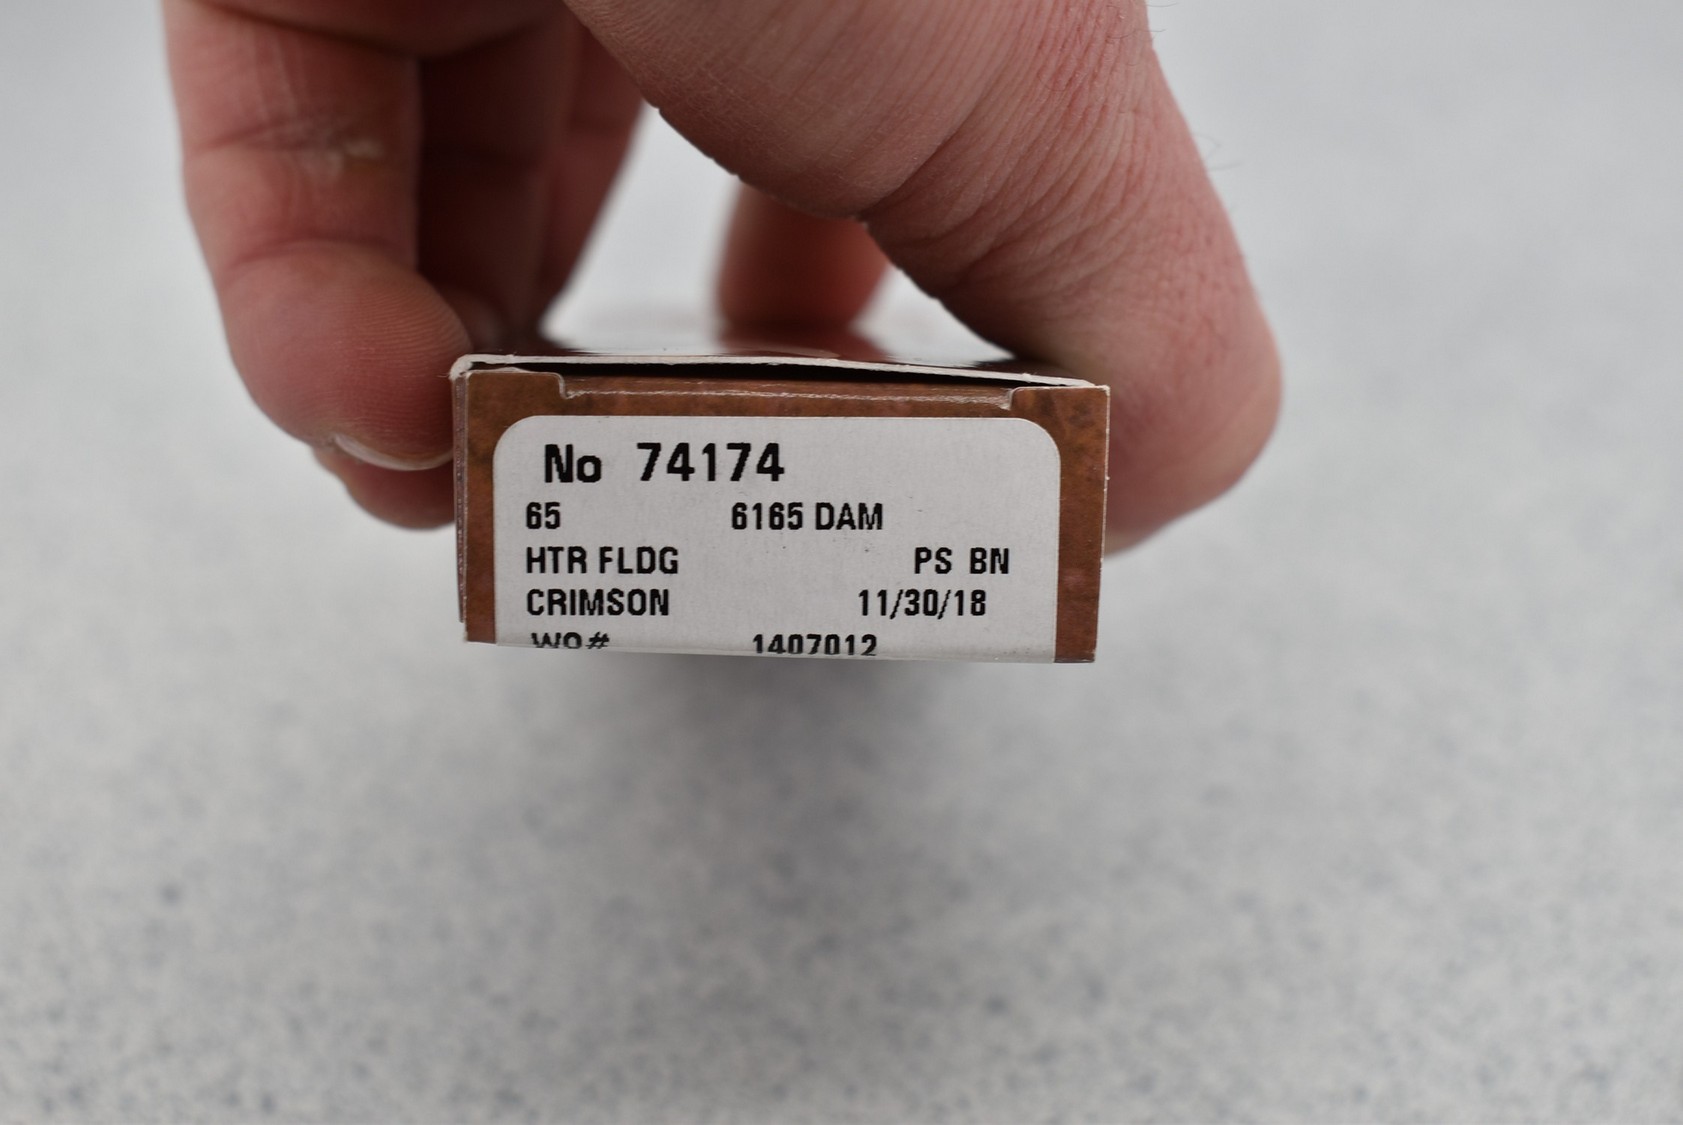 No 74174
65 6165 DAM
HTR FLDG PS BN
CRIMSON 11/30/18
WO# 1407012